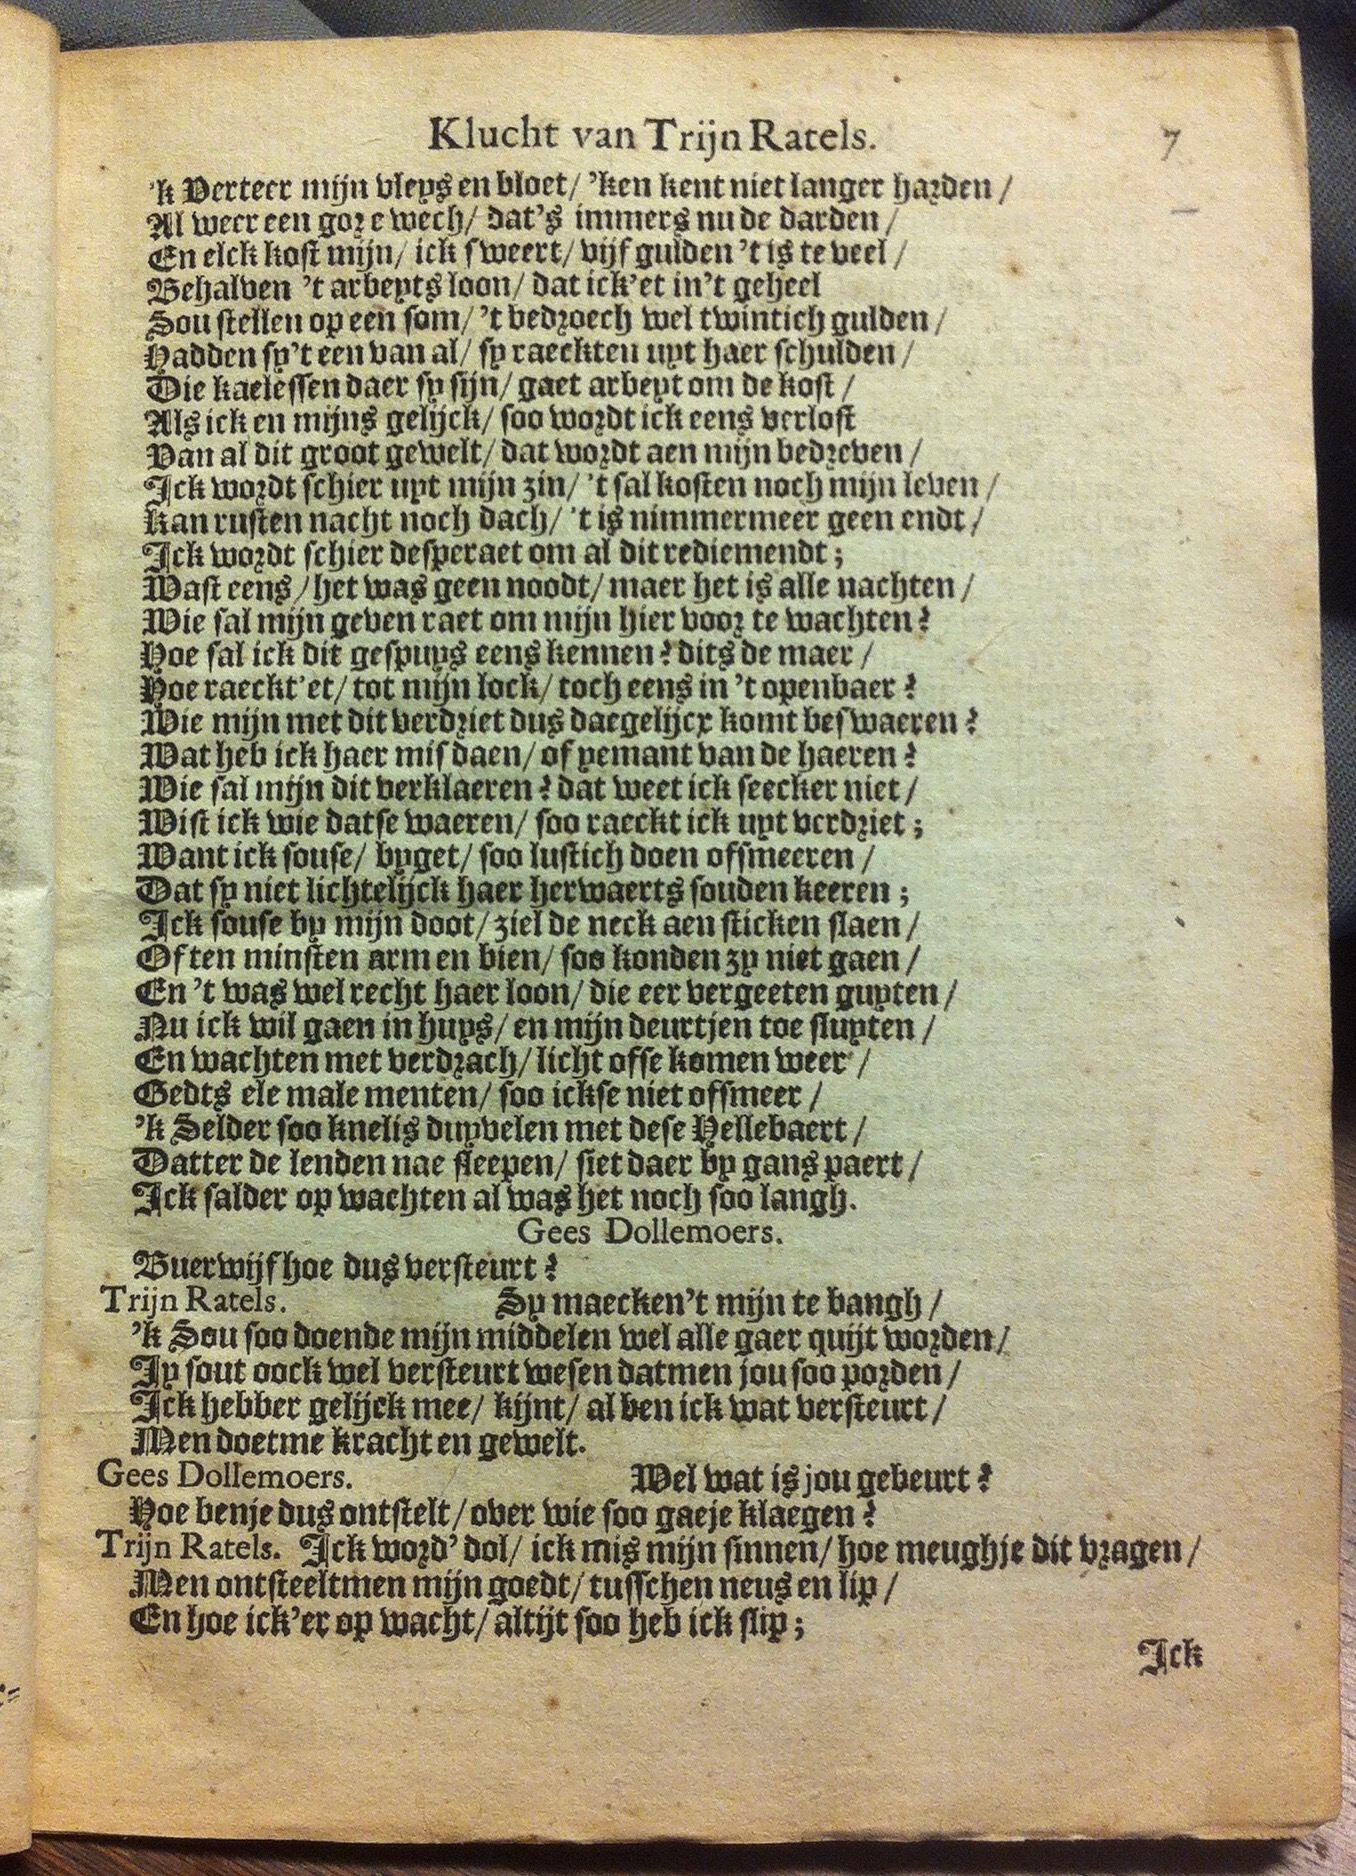 Klucht van Trijn Ratels. 7
'k Verteer mijn vleys en bloet/ 'ken kent niet langer harden/
Al weer een gore wech/ dat's immers nu de darden/
En elck kost mijn/ ick sweert/ vijf gulden 't is te veel/
Behalven 't arbeyts loon/ dat ick'et in't geheel
Sou stellen op een som/ 't bedroech wel twintich gulden/
Hadden sy't een van al/ sy raeckten uyt haer schulden/
Die kaelessen daer sy sijn/ gaet arbeyt om de kost/
Als ick en mijns gelijck/ soo wordt ick eens verlost
Van al dit groot gewelt/ dat wordt aen mijn bedreven/
Ick wordt schier uyt mijn zin/ 't sal kosten noch mijn leven/
Kan rusten nacht noch dach/ 't is nimmermeer geen endt/
Ick wordt schier desperaet om al dit rediemendt;
Wast eens/ het was geen noodt/ maer het is alle nachten/
Wie sal mijn geven raet om mijn hier voor te wachten?
Hoe sal ick dit gespuys eens kennen? dits de maer/
Hoe raeckt'et/ tot mijn lock/ toch eens in 't openbaer?
Wie mijn met dit verdriet dus daegelijcx komt beswaeren?
Wat heb ick haer misdaen/ of yemant van de haeren?
Wie sal mijn dit verklaeren? dat weet ick seecker niet/
Wist ick wie datse waeren/ soo raeckt ick uyt verdriet;
Want ick souse/ byget/ soo lustich doen ofsmeeren/
Dat sy niet lichtelijck haer herwaerts souden keeren;
Ick souse by mijn doot/ ziel de neck aen sticken slaen/
Of ten minsten arm en bien/ soo konden zy niet gaen/
En 't was wel recht haer loon/ die eer vergeeten guyten/
Nu ick wil gaen in huys/ en mijn deurtjen toe sluyten/
En wachten met verdrach/ licht ofse komen weer/
Gedts ele male menten/ soo ickse niet ofsmeer/
'k Selder soo knelis duyvelen met dese Hellebaert/
Datter de lenden nae sleepen/ siet daer by gans paert/
Ick salder op wachten al was het noch soo langh.
Gees Dollemoers.
Buerwijf hoe dus versteurt?
Trijn Ratels. Sy maecken't mijn te bangh/
'k Sou soo doende mijn middelen wel alle gaer quijt worden/
Jy sout oock wel versteurt wesen datmen jou soo porden/
Ick hebber gelijck mee/ kijnt/ al ben ick wat versteurt/
Men doetme kracht en gewelt.
Gees Dollemoers. Wel wat is jou gebeurt?
Hoe benje dus ontstelt/ over wie soo gaeje klaegen?
Trijn Ratels. Ick word' dol/ ick mis mijn sinnen/ hoe meughje dit vragen/
Men ontsteeltmen mijn goedt/ tusschen neus en lip/
En hoe ick'er op wacht/ altijt soo heb ick slip;
Ick